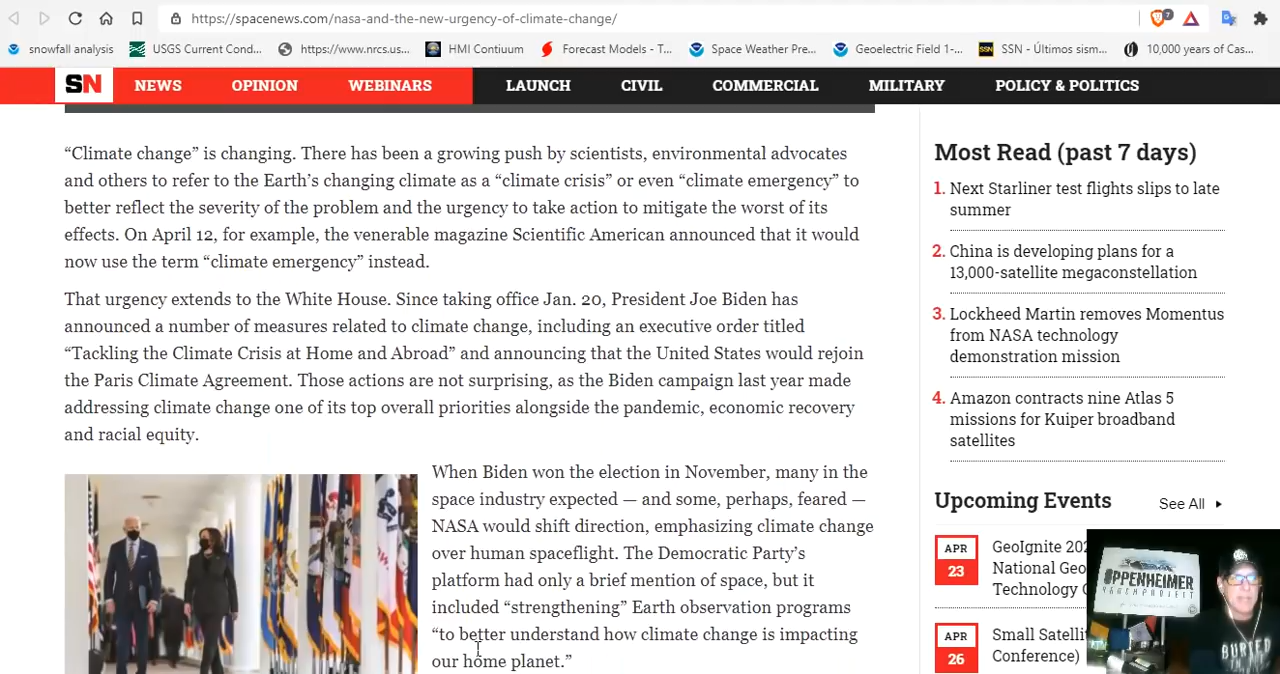 https://spacenews.com/nasa-and-the-new-urgency-of-climate-change/
7
snowfall analysis
USGS Current Cond...
https://www.nrcs.us...
HMI Contiuum
Forecast Models - T...
Space Weather Pre...
Geoelectric Field 1-...
SSN
SSN - Últimos sism...
10,000 years of Cas...
SN
NEWS
OPINION
WEBINARS
LAUNCH
CIVIL
COMMERCIAL
MILITARY
POLICY & POLITICS
“Climate change” is changing. There has been a growing push by scientists, environmental advocates
and others to refer to the Earth’s changing climate as a “climate crisis” or even “climate emergency” to
better reflect the severity of the problem and the urgency to take action to mitigate the worst of its
effects. On April 12, for example, the venerable magazine Scientific American announced that it would
now use the term “climate emergency” instead.
That urgency extends to the White House. Since taking office Jan. 20, President Joe Biden has
announced a number of measures related to climate change, including an executive order titled
“Tackling the Climate Crisis at Home and Abroad” and announcing that the United States would rejoin
the Paris Climate Agreement. Those actions are not surprising, as the Biden campaign last year made
addressing climate change one of its top overall priorities alongside the pandemic, economic recovery
and racial equity.
When Biden won the election in November, many in the
space industry expected — and some, perhaps, feared —
NASA would shift direction, emphasizing climate change
over human spaceflight. The Democratic Party’s
platform had only a brief mention of space, but it
included “strengthening” Earth observation programs
“to better understand how climate change is impacting
our home planet.”
Most Read (past 7 days)
1. Next Starliner test flights slips to late
summer
2. China is developing plans for a
13,000-satellite megaconstellation
3. Lockheed Martin removes Momentus
from NASA technology
demonstration mission
4. Amazon contracts nine Atlas 5
missions for Kuiper broadband
satellites
Upcoming Events
See All
APR
23
GeoIgnite 202
National Geo
Technology C
APR
26
Small Satelli
Conference)
OPPENHEIMER
RANCH PROJECT
BURIED